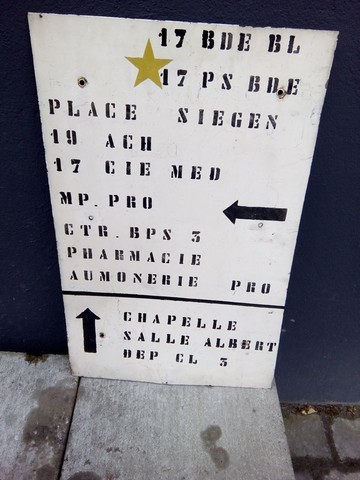 17 BDE BL
17 PS BDE
PLACE SIEGEN
19 ACH
17 CIE MED
MP. PRO
CTR. BPS 3
PHARMACIE
AUMONERIE PRO
CHAPELLE
SALLE ALBERT
DEP CL 3